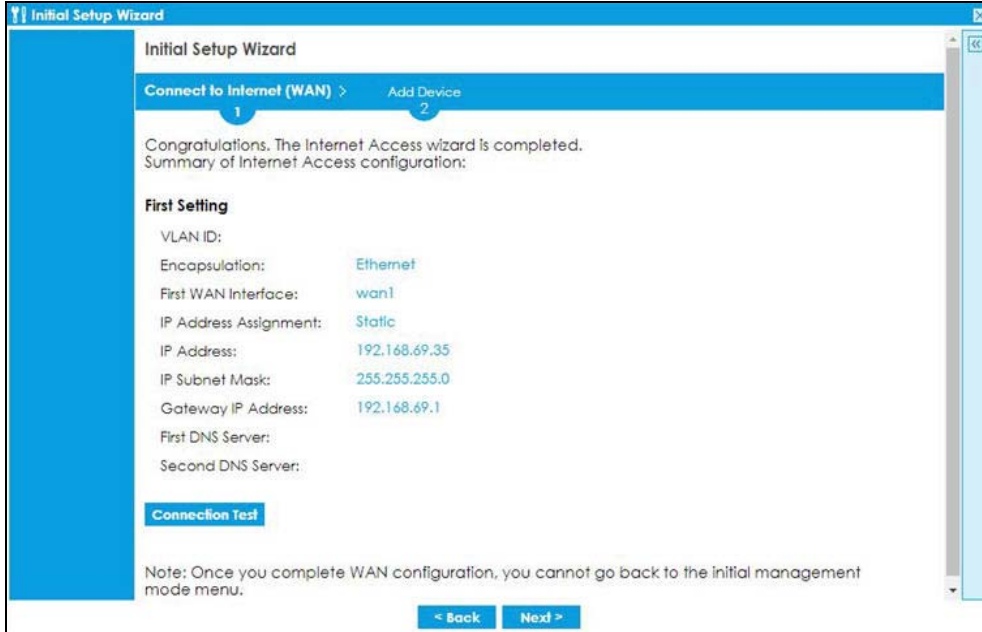 Initial Setup Wizard
Initial Setup Wizard
Connect to Internet (WAN) > Add Device
1 2
Congratulations. The Internet Access wizard is completed.
Summary of Internet Access configuration:
First Setting
VLAN ID:
Encapsulation: Ethernet
First WAN Interface: wan1
IP Address Assignment: Static
IP Address: 192.168.69.35
IP Subnet Mask: 255.255.255.0
Gateway IP Address: 192.168.69.1
First DNS Server:
Second DNS Server:
Connection Test
Note: Once you complete WAN configuration, you cannot go back to the initial management
mode menu.
< Back Next >